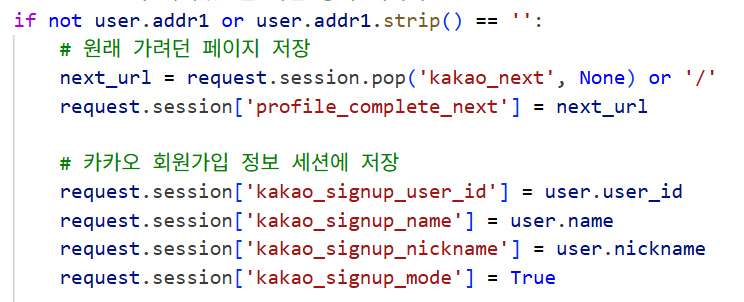 if not user.addr1 or user.addr1.strip() == '':
# 원래 가려던 페이지 저장
next_url = request.session.pop('kakao_next', None) or '/'
request.session['profile_complete_next'] = next_url
# 카카오 회원가입 정보 세션에 저장
request.session['kakao_signup_user_id'] = user.user_id
request.session['kakao_signup_name'] = user.name
request.session['kakao_signup_nickname'] = user.nickname
request.session['kakao_signup_mode'] = True